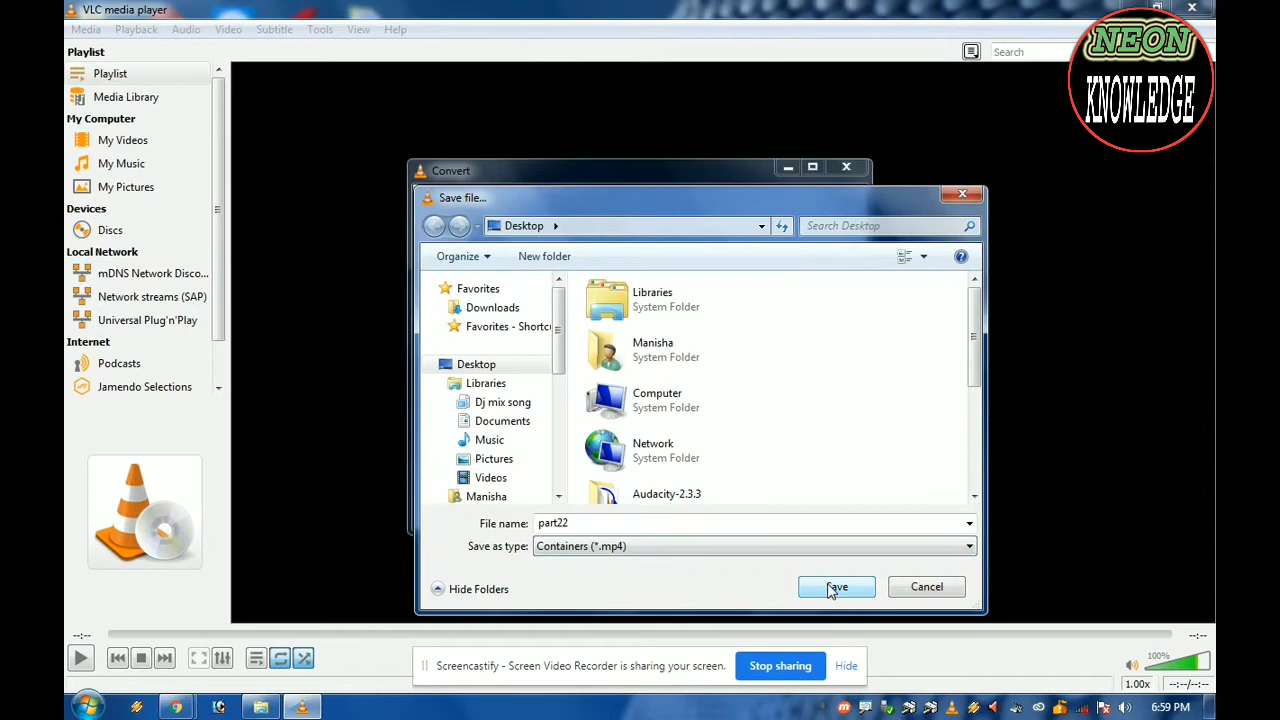 VLC media player
Media Playback Audio Video Subtitle Tools View Help
Playlist
Playlist
Media Library
My Computer
My Videos
My Music
My Pictures
Devices
Discs
Local Network
mDNS Network Disco...
Network streams (SAP)
Universal Plug'n'Play
Internet
Podcasts
Jamendo Selections
Search
NEON
KNOWLEDGE
Convert
Save file...
Desktop
Search Desktop
Organize New folder
Favorites
Downloads
Favorites - Shortcu
Desktop
Libraries
Dj mix song
Documents
Music
Pictures
Videos
Manisha
Libraries
System Folder
Manisha
System Folder
Computer
System Folder
Network
System Folder
Audacity-2.3.3
File name: part22
Save as type: Containers (*.mp4)
Hide Folders
Save Cancel
--:-- --:--
Screencastify - Screen Video Recorder is sharing your screen. Stop sharing Hide
100%
1.00x --:--/--:--
6:59 PM